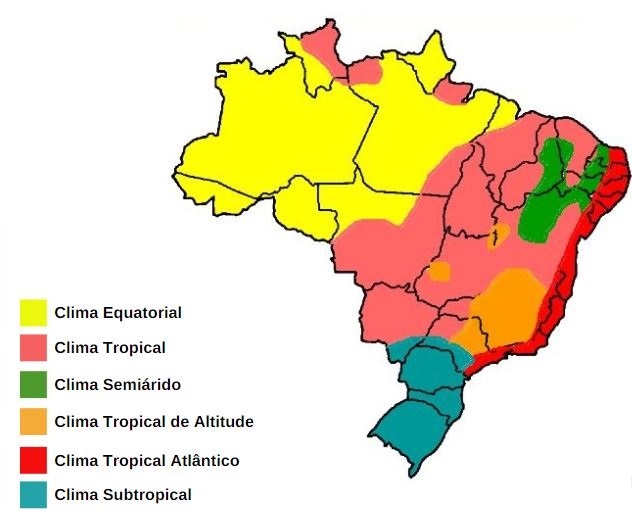 Clima Equatorial
Clima Tropical
Clima Semiárido
Clima Tropical de Altitude
Clima Tropical Atlântico
Clima Subtropical